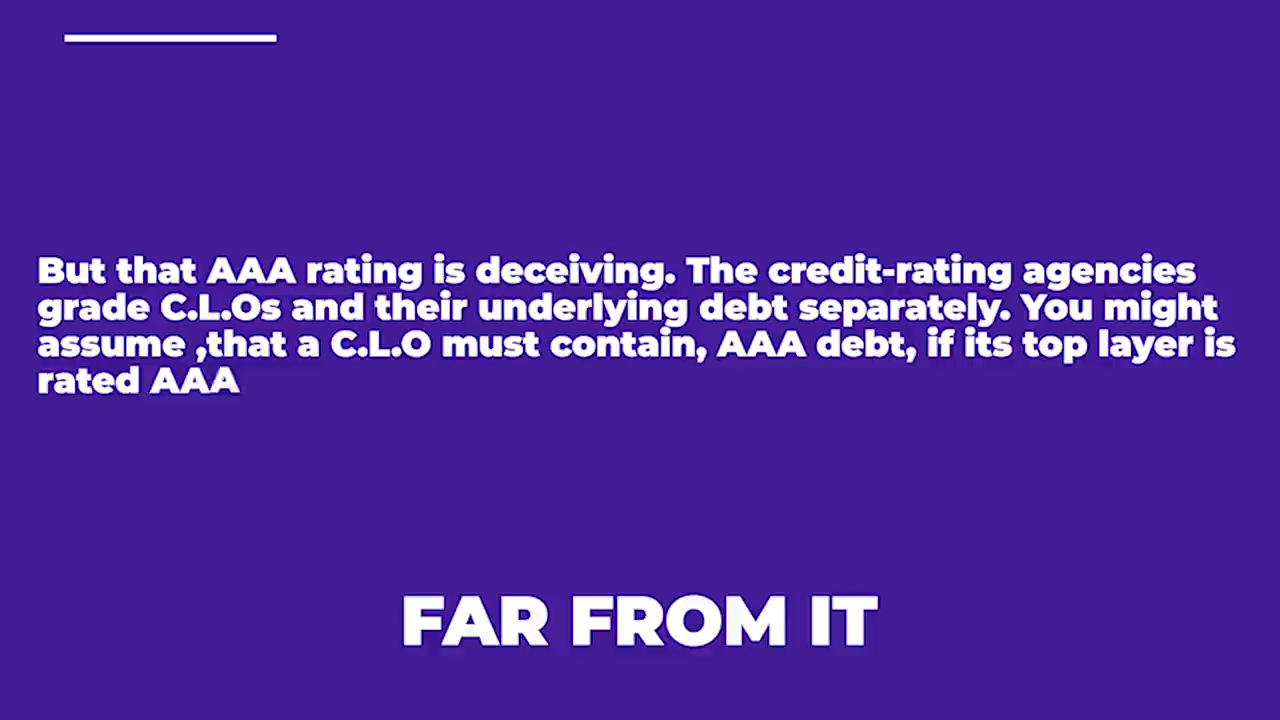 But that AAA rating is deceiving. The credit-rating agencies
grade C.L.Os and their underlying debt separately. You might
assume ,that a C.L.O must contain, AAA debt, if its top layer is
rated AAA
FAR FROM IT